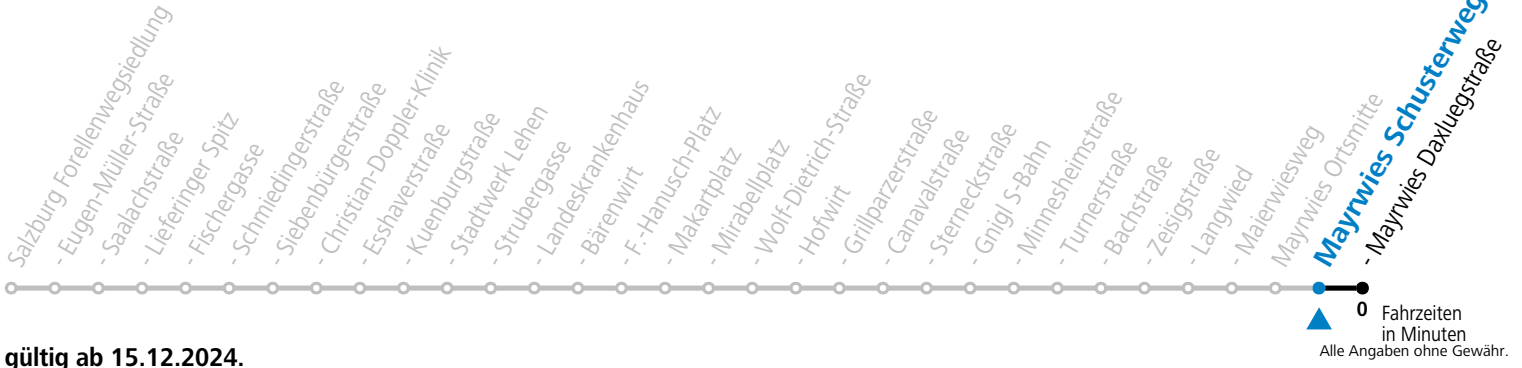 Salzburg Forellenwegsiedlung
- Eugen-Müller-Straße
- Saalachstraße
- Lieferinger Spitz
- Fischergasse
- Schmiedingerstraße
- Siebenbürgerstraße
- Christian-Doppler-Klinik
- Esshaverstraße
- Kuenburgstraße
- Stadtwerk Lehen
- Strubergasse
- Landeskrankenhaus
- Bärenwirt
- F.-Hanusch-Platz
- Makartplatz
- Mirabellplatz
- Wolf-Dietrich-Straße
- Hofwirt
- Grillparzerstraße
- Canavalstraße
- Sterneckstraße
- Gnigl S-Bahn
- Minnesheimstraße
- Turnerstraße
- Bachstraße
- Zeisigstraße
- Langwied
- Maierwiesweg
Mayrwies Ortsmitte
Mayrwies Schusterweg
- Mayrwies Daxluegstraße
0 Fahrzeiten
in Minuten
Alle Angaben ohne Gewähr.
gültig ab 15.12.2024.